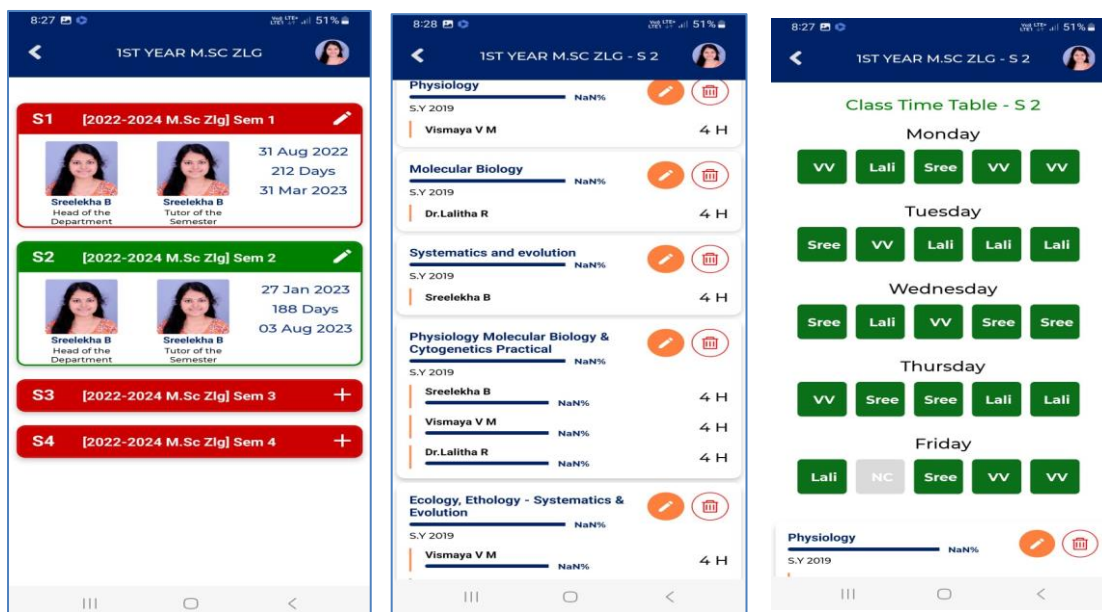 8:27
51%
1ST YEAR M.SC ZLG
S1 [2022-2024 M.Sc Zlg] Sem 1
31 Aug 2022
212 Days
31 Mar 2023
Sreelekha B
Head of the
Department
Sreelekha B
Tutor of the
Semester
S2 [2022-2024 M.Sc Zlg] Sem 2
27 Jan 2023
188 Days
03 Aug 2023
Sreelekha B
Head of the
Department
Sreelekha B
Tutor of the
Semester
S3 [2022-2024 M.Sc Zlg] Sem 3 +
S4 [2022-2024 M.Sc Zlg] Sem 4 +
8:28
51%
1ST YEAR M.SC ZLG - S 2
Physiology
NaN%
S.Y 2019
Vismaya V M 4 H
Molecular Biology
NaN%
S.Y 2019
Dr.Lalitha R 4 H
Systematics and evolution
NaN%
S.Y 2019
Sreelekha B 4 H
Physiology Molecular Biology &
Cytogenetics Practical
NaN%
S.Y 2019
Sreelekha B 4 H
NaN%
Vismaya V M 4 H
NaN%
Dr.Lalitha R 4 H
NaN%
Ecology, Ethology - Systematics &
Evolution
NaN%
S.Y 2019
Vismaya V M 4 H
NaN%
8:27
51%
1ST YEAR M.SC ZLG - S 2
Class Time Table - S 2
Monday
VV Lali Sree VV VV
Tuesday
Sree VV Lali Lali Lali
Wednesday
Sree Lali VV Sree Sree
Thursday
VV Sree Sree Lali Lali
Friday
Lali NC Sree VV VV
Physiology
NaN%
S.Y 2019